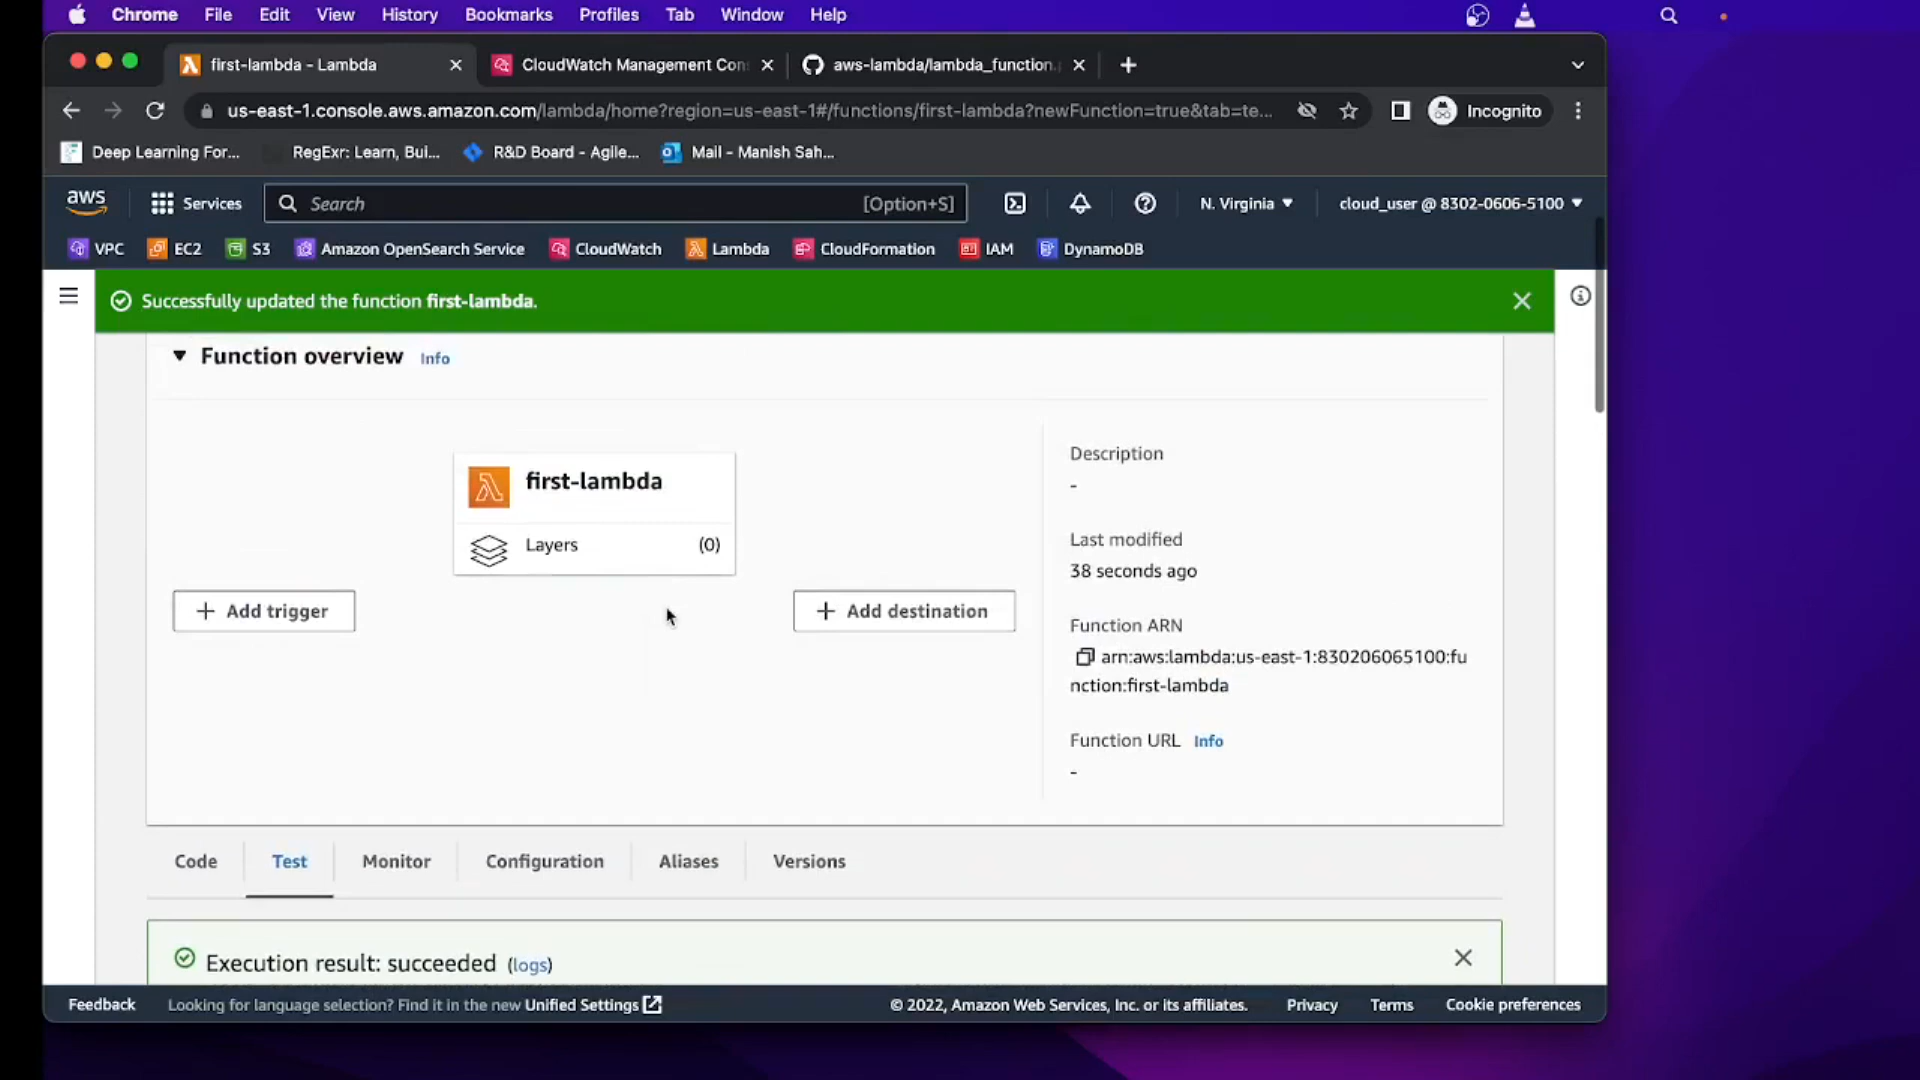 Chrome File Edit View History Bookmarks Profiles Tab Window Help
first-lambda - Lambda
CloudWatch Management Con
aws-lambda/lambda_function.
us-east-1.console.aws.amazon.com/lambda/home?region=us-east-1#/functions/first-lambda?newFunction=true&tab=te...
Incognito
Deep Learning For...
RegExr: Learn, Bui...
R&D Board - Agile...
Mail - Manish Sah...
aws
Services
Search
[Option+S]
N. Virginia
cloud_user @ 8302-0606-5100
VPC
EC2
S3
Amazon OpenSearch Service
CloudWatch
Lambda
CloudFormation
IAM
DynamoDB
Successfully updated the function first-lambda.
Function overview Info
first-lambda
Layers (0)
+ Add trigger
+ Add destination
Description
-
Last modified
38 seconds ago
Function ARN
arn:aws:lambda:us-east-1:830206065100:fu
nction:first-lambda
Function URL Info
-
Code Test Monitor Configuration Aliases Versions
Execution result: succeeded (logs)
Feedback
Looking for language selection? Find it in the new Unified Settings
© 2022, Amazon Web Services, Inc. or its affiliates.
Privacy
Terms
Cookie preferences